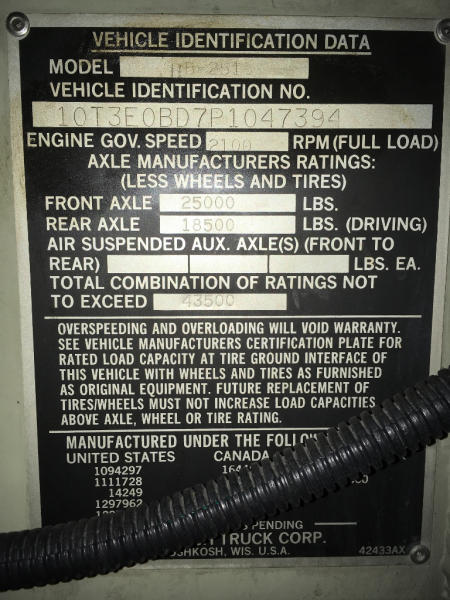 VEHICLE IDENTIFICATION DATA
MODEL
VEHICLE IDENTIFICATION NO.
10T3E0BD7P1047394
ENGINE GOV. SPEED 2100 RPM (FULL LOAD)
AXLE MANUFACTURERS RATINGS:
(LESS WHEELS AND TIRES)
FRONT AXLE 25000 LBS.
REAR AXLE 18500 LBS. (DRIVING)
AIR SUSPENDED AUX. AXLE(S) (FRONT TO
REAR) LBS. EA.
TOTAL COMBINATION OF RATINGS NOT
TO EXCEED 43500
OVERSPEEDING AND OVERLOADING WILL VOID WARRANTY.
SEE VEHICLE MANUFACTURERS CERTIFICATION PLATE FOR
RATED LOAD CAPACITY AT TIRE GROUND INTERFACE OF
THIS VEHICLE WITH WHEELS AND TIRES AS FURNISHED
AS ORIGINAL EQUIPMENT. FUTURE REPLACEMENT OF
TIRES/WHEELS MUST NOT INCREASE LOAD CAPACITIES
ABOVE AXLE, WHEEL OR TIRE RATING.
MANUFACTURED UNDER THE
UNITED STATES CANADA
1094297
1111728
14249
1297962
PENDING
TRUCK CORP.
WIS. U.S.A. 42433AX